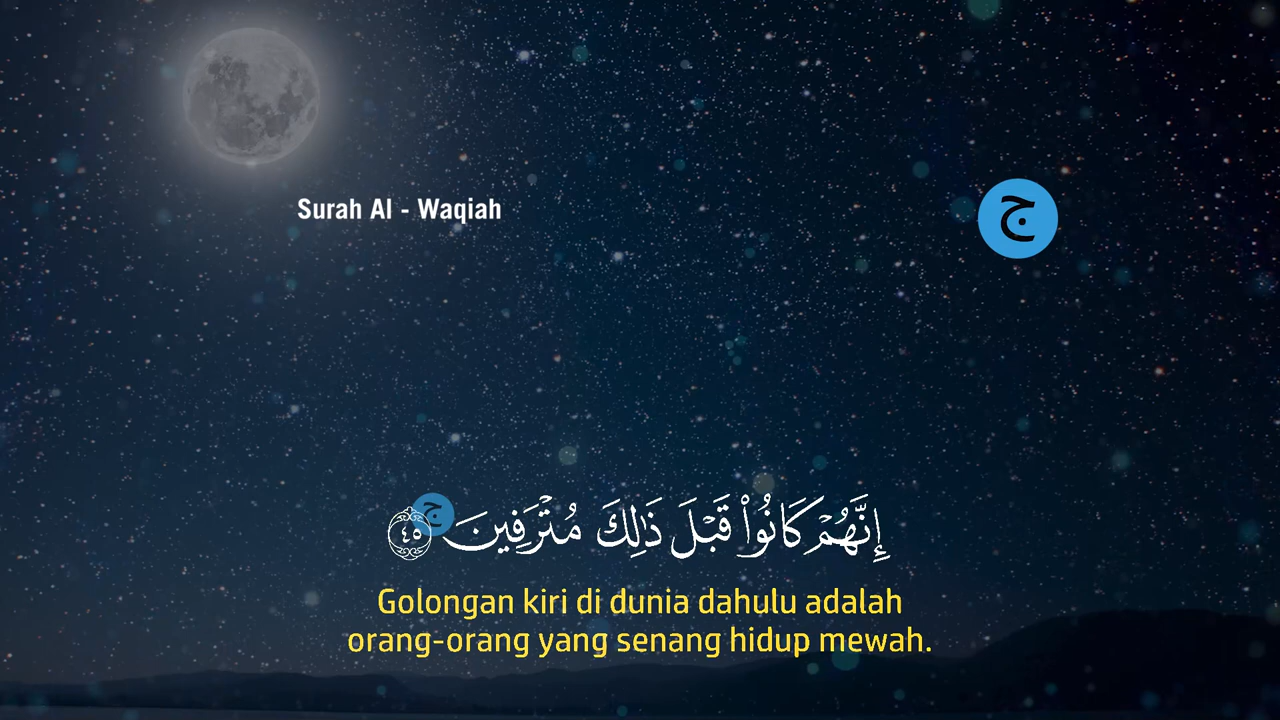 Surah Al - Waqiah
ج
إِنَّهُمْ كَانُوا۟ قَبْلَ ذَٰلِكَ مُتْرَفِينَ ج ٤٥
Golongan kiri di dunia dahulu adalah
orang-orang yang senang hidup mewah.